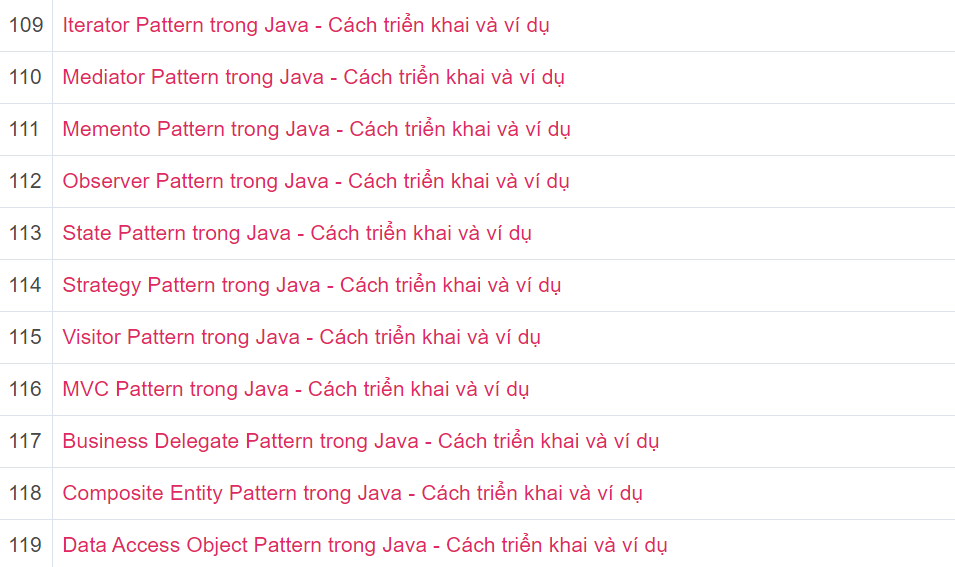 109 Iterator Pattern trong Java - Cách triển khai và ví dụ
110 Mediator Pattern trong Java - Cách triển khai và ví dụ
111 Memento Pattern trong Java - Cách triển khai và ví dụ
112 Observer Pattern trong Java - Cách triển khai và ví dụ
113 State Pattern trong Java - Cách triển khai và ví dụ
114 Strategy Pattern trong Java - Cách triển khai và ví dụ
115 Visitor Pattern trong Java - Cách triển khai và ví dụ
116 MVC Pattern trong Java - Cách triển khai và ví dụ
117 Business Delegate Pattern trong Java - Cách triển khai và ví dụ
118 Composite Entity Pattern trong Java - Cách triển khai và ví dụ
119 Data Access Object Pattern trong Java - Cách triển khai và ví dụ